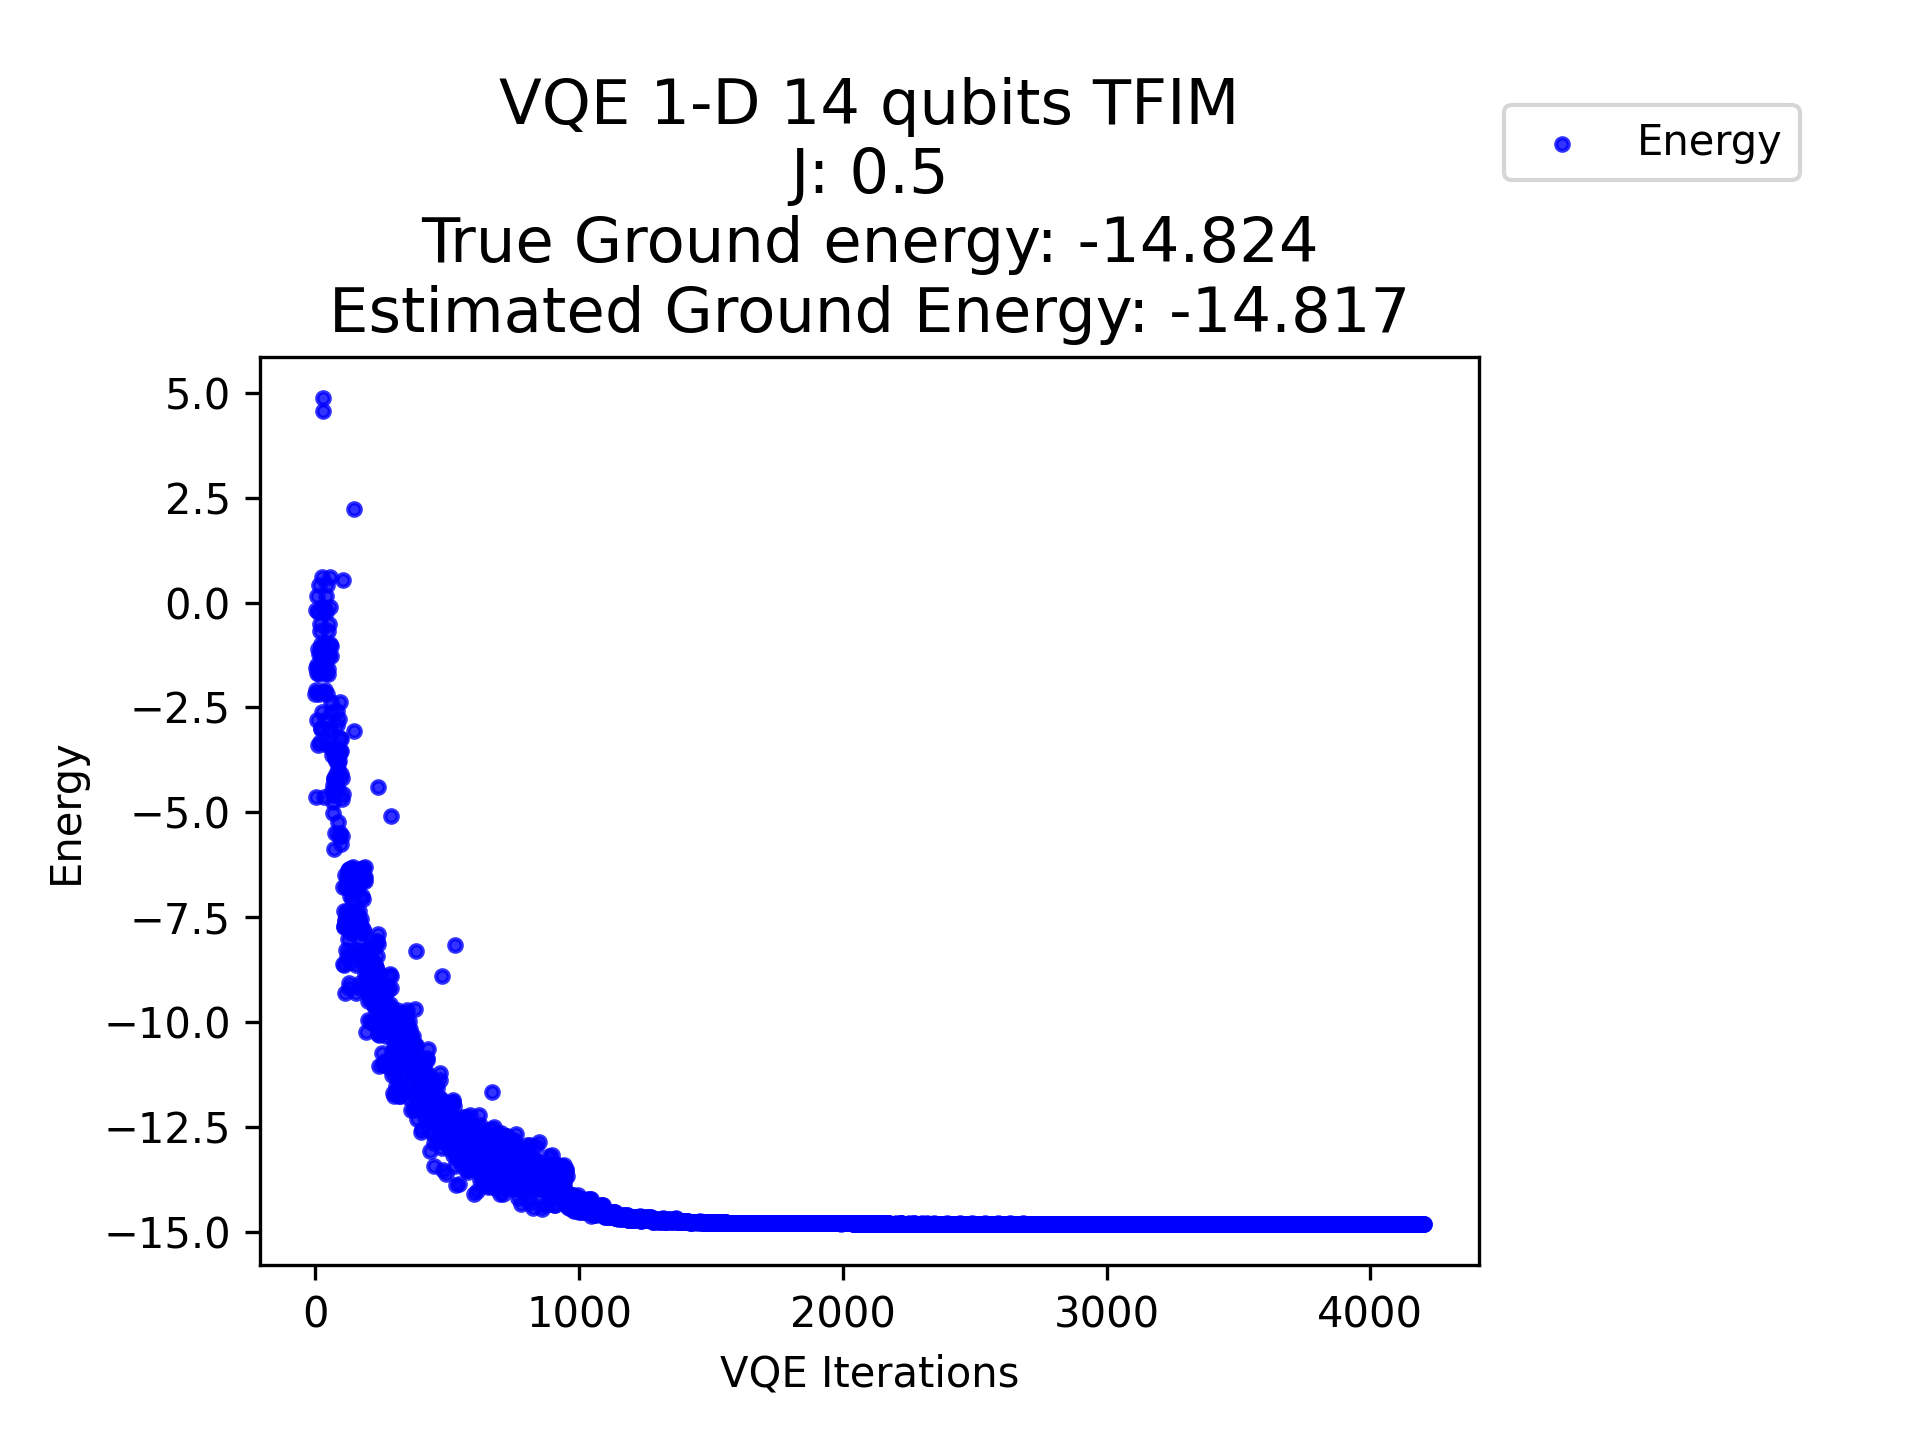 VQE 1-D 14 qubits TFIM
J: 0.5
True Ground energy: -14.824
Estimated Ground Energy: -14.817
Energy
5.0
2.5
0.0
−2.5
−5.0
−7.5
−10.0
−12.5
−15.0
Energy
0 1000 2000 3000 4000
VQE Iterations